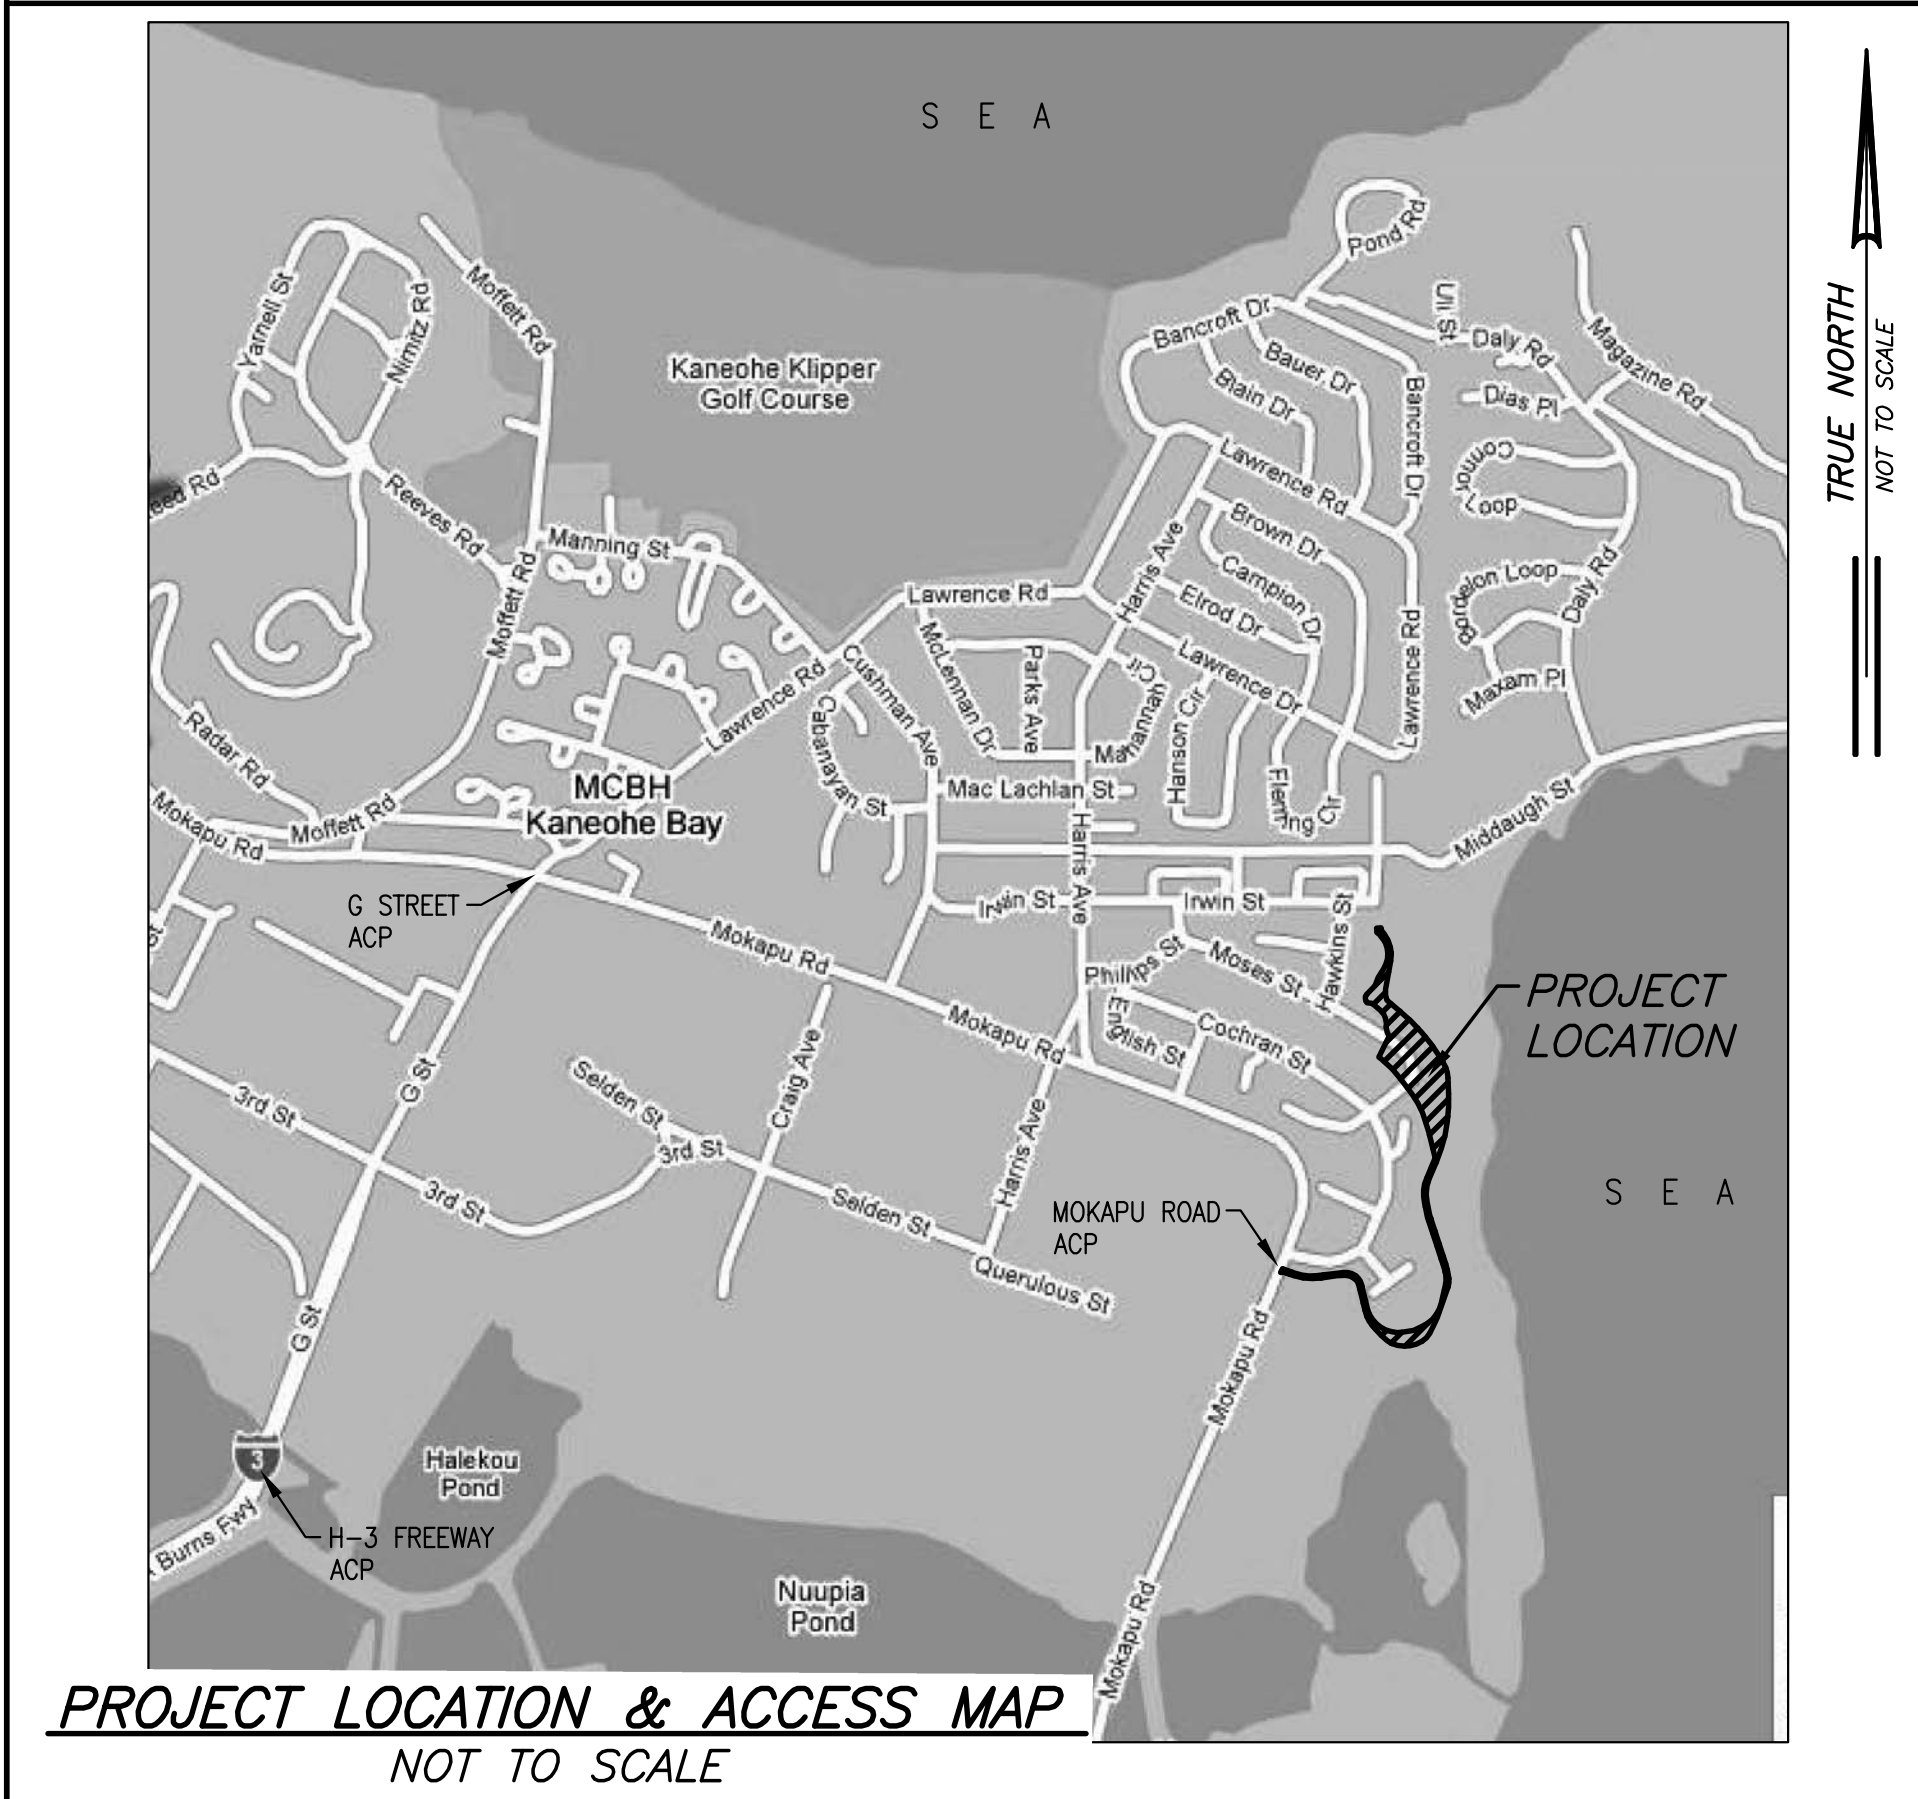 S E A
Pond Rd
Moffett Rd
Yarnell St
Nimitz Rd
Kaneohe Klipper
Golf Course
Bancroft Dr
Bauer Dr
Blain Dr
Uli St
Daly Rd
Magazine Rd
Dias Pl
Bancroft Dr
TRUE NORTH
NOT TO SCALE
Lawrence Rd
Connor
Loop
eed Rd
Reeves Rd
Manning St
Moffett Rd
Harris Ave
Brown Dr
Campion Dr
Elrod Dr
Lawrence Rd
Bordelon Loop
Daly Rd
Lawrence Rd
Maxam Pl
McLennan Dr
Parks Ave
Cir
Mannanah
Lawrence Dr
Hanson Cir
Radar Rd
Lawrence Rd
Cushman Ave
Cabanayan St
MCBH
Kaneohe Bay
Mac Lachlan St
Fleming Cir
Mokapu Rd
Moffett Rd
Harris Ave
Middaugh St
G STREET
ACP
Irwin St
Irwin St
Mokapu Rd
Phillips St
Moses St
Hawkins St
PROJECT
LOCATION
English St
Cochran St
Mokapu Rd
Craig Ave
Selden St
G St
3rd St
3rd St
3rd St
Selden St
Harris Ave
MOKAPU ROAD
ACP
S E A
Querulous St
G St
Mokapu Rd
3
Halekou
Pond
Burns Fwy
H-3 FREEWAY
ACP
Nuupia
Pond
Mokapu Rd
PROJECT LOCATION & ACCESS MAP
NOT TO SCALE